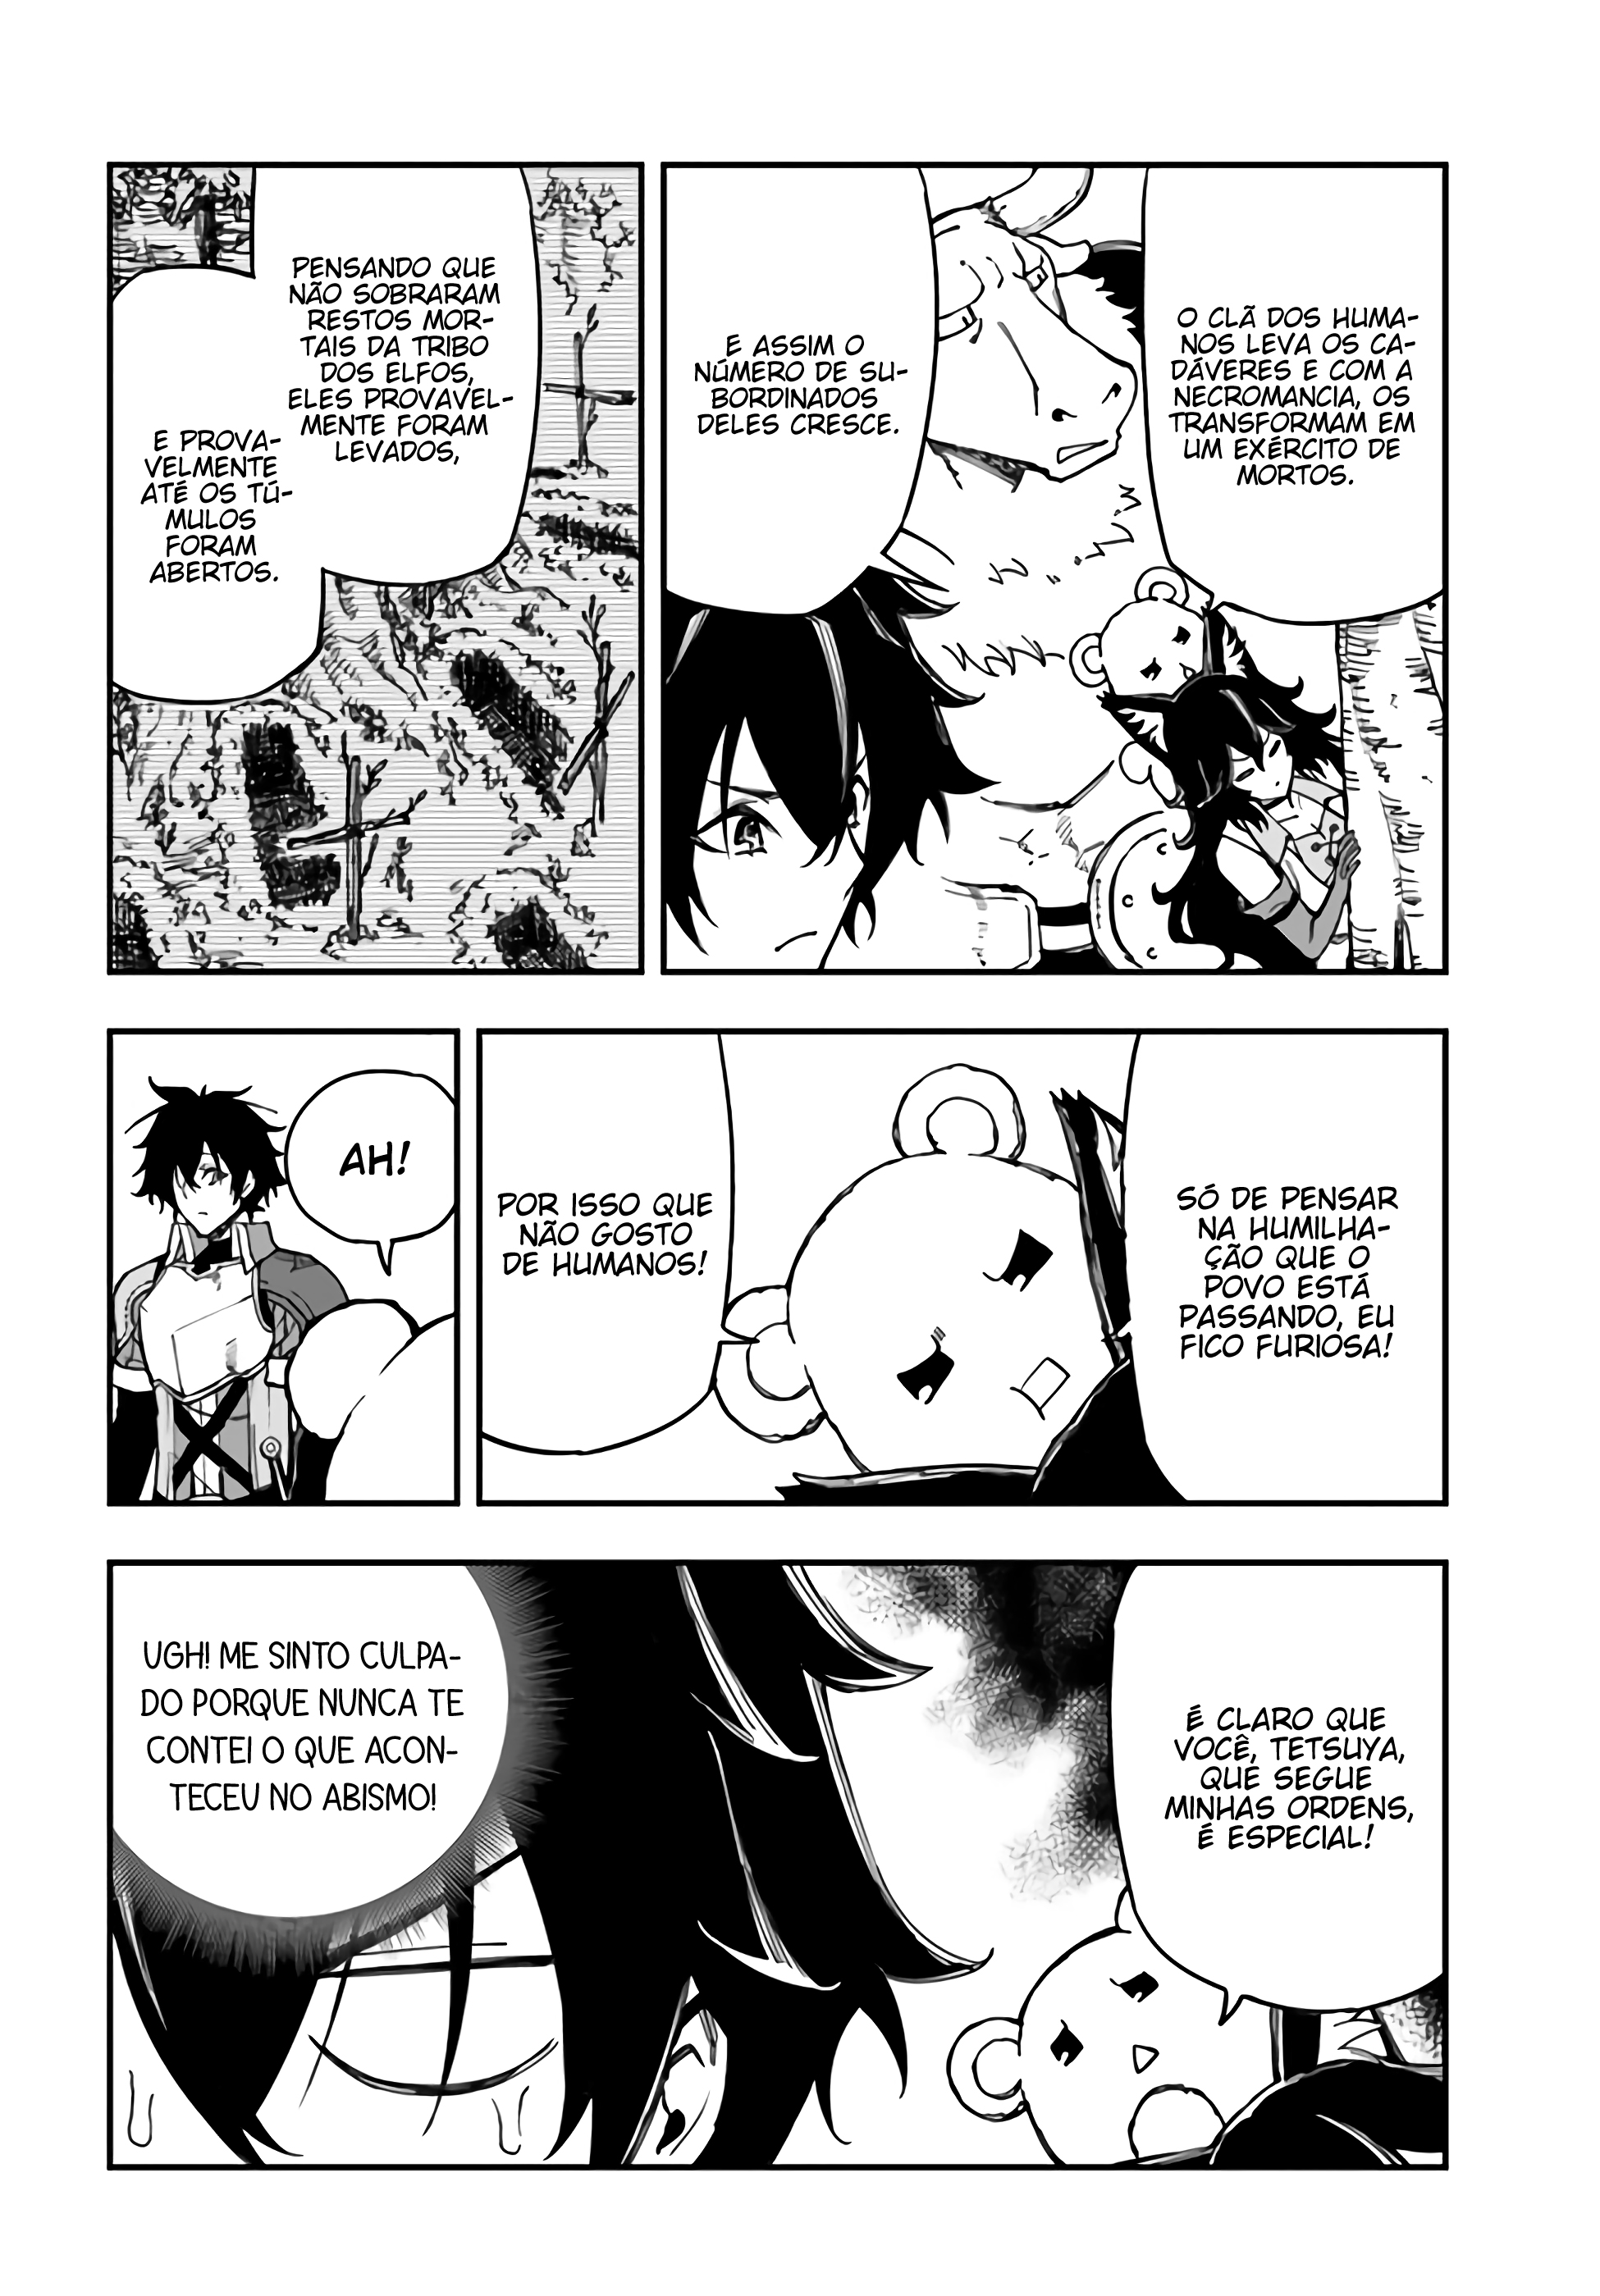 O CLÃ DOS HUMA-
NOS LEVA OS CA-
DÁVERES E COM A
NECROMANCIA, OS
TRANSFORMAM EM
UM EXÉRCITO DE
MORTOS.
E ASSIM O
NÚMERO DE SU-
BORDINADOS
DELES CRESCE.
PENSANDO QUE
NÃO SOBRARAM
RESTOS MOR-
TAIS DA TRIBO
DOS ELFOS,
ELES PROVAVEL-
MENTE FORAM
LEVADOS,
E PROVA-
VELMENTE
ATÉ OS TÚ-
MULOS
FORAM
ABERTOS.
SÓ DE PENSAR
NA HUMILHA-
ÇÃO QUE O
POVO ESTÁ
PASSANDO, EU
FICO FURIOSA!
POR ISSO QUE
NÃO GOSTO
DE HUMANOS!
AH!
É CLARO QUE
VOCÊ, TETSUYA,
QUE SEGUE
MINHAS ORDENS,
É ESPECIAL!
UGH! ME SINTO CULPA-
DO PORQUE NUNCA TE
CONTEI O QUE ACON-
TECEU NO ABISMO!